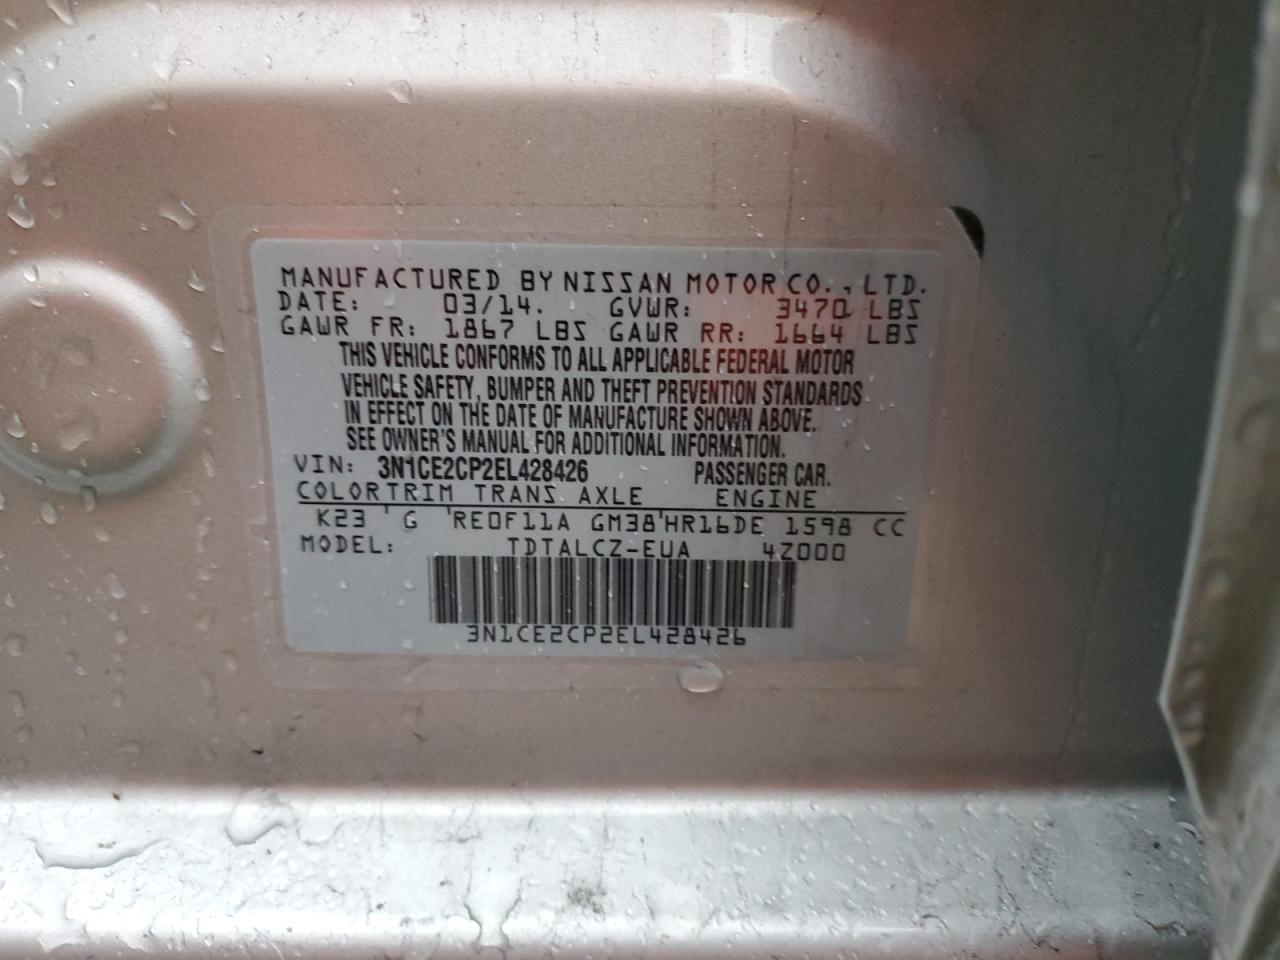 MANUFACTURED BY NISSAN MOTOR CO., LTD.
DATE: 03/14. GVWR: 3470 LBS
GAWR FR: 1867 LBS GAWR RR: 1664 LBS
THIS VEHICLE CONFORMS TO ALL APPLICABLE FEDERAL MOTOR
VEHICLE SAFETY, BUMPER AND THEFT PREVENTION STANDARDS
IN EFFECT ON THE DATE OF MANUFACTURE SHOWN ABOVE.
SEE OWNER'S MANUAL FOR ADDITIONAL INFORMATION.
VIN: 3N1CE2CP2EL428426 PASSENGER CAR.
COLOR TRIM TRANS AXLE ENGINE
K23 ' G ' RE0F11A GM38 ' HR16DE 1598 CC
MODEL: TDTALCZ-EUA 4Z000
3N1CE2CP2EL428426